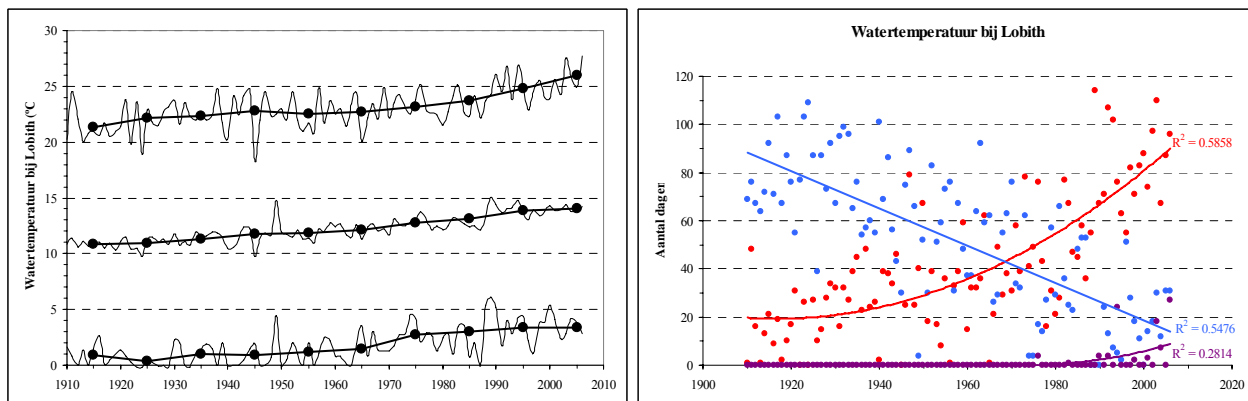 Watertemperatuur bij Lobith (°C)
30
25
20
15
10
5
0
1910 1920 1930 1940 1950 1960 1970 1980 1990 2000 2010
Watertemperatuur bij Lobith
Aantal dagen
120
100
80
60
40
20
0
R² = 0.5858
R² = 0.5476
R² = 0.2814
1900 1920 1940 1960 1980 2000 2020